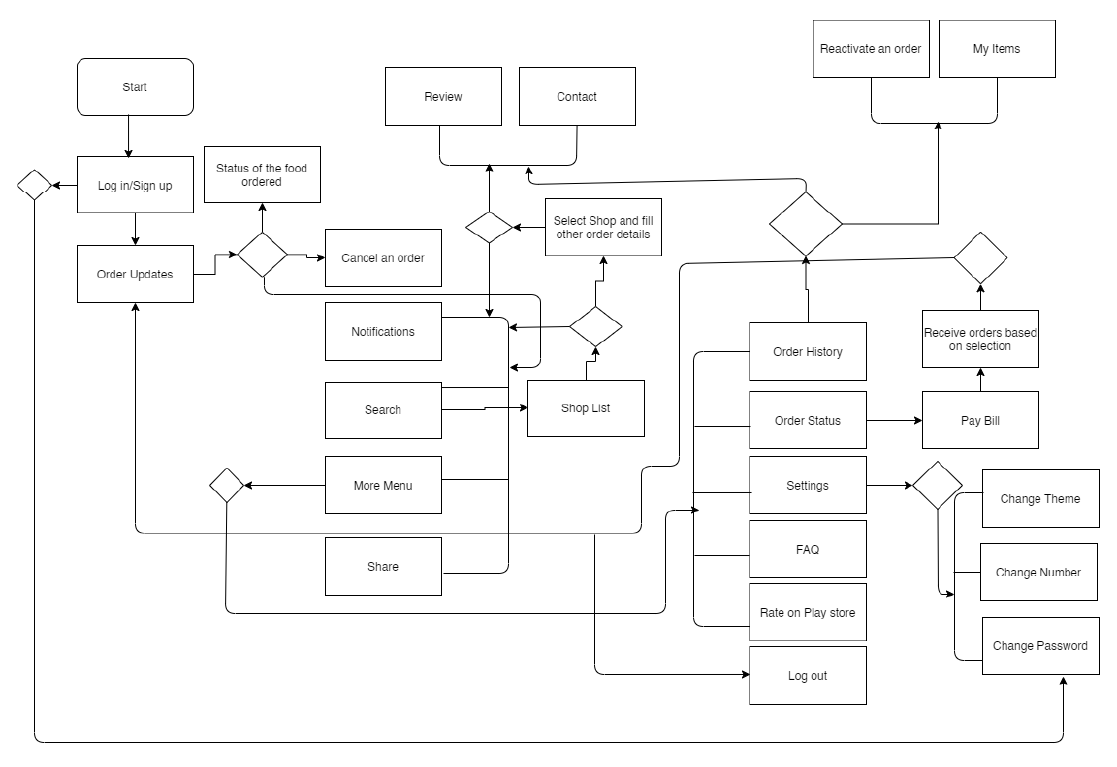 Reactivate an order
My Items
Start
Review
Contact
Log in/Sign up
Status of the food
ordered
Select Shop and fill
other order details
Order Updates
Cancel an order
Notifications
Receive orders based
on selection
Order History
Search
Shop List
Order Status
Pay Bill
More Menu
Settings
Change Theme
FAQ
Share
Change Number
Rate on Play store
Change Password
Log out